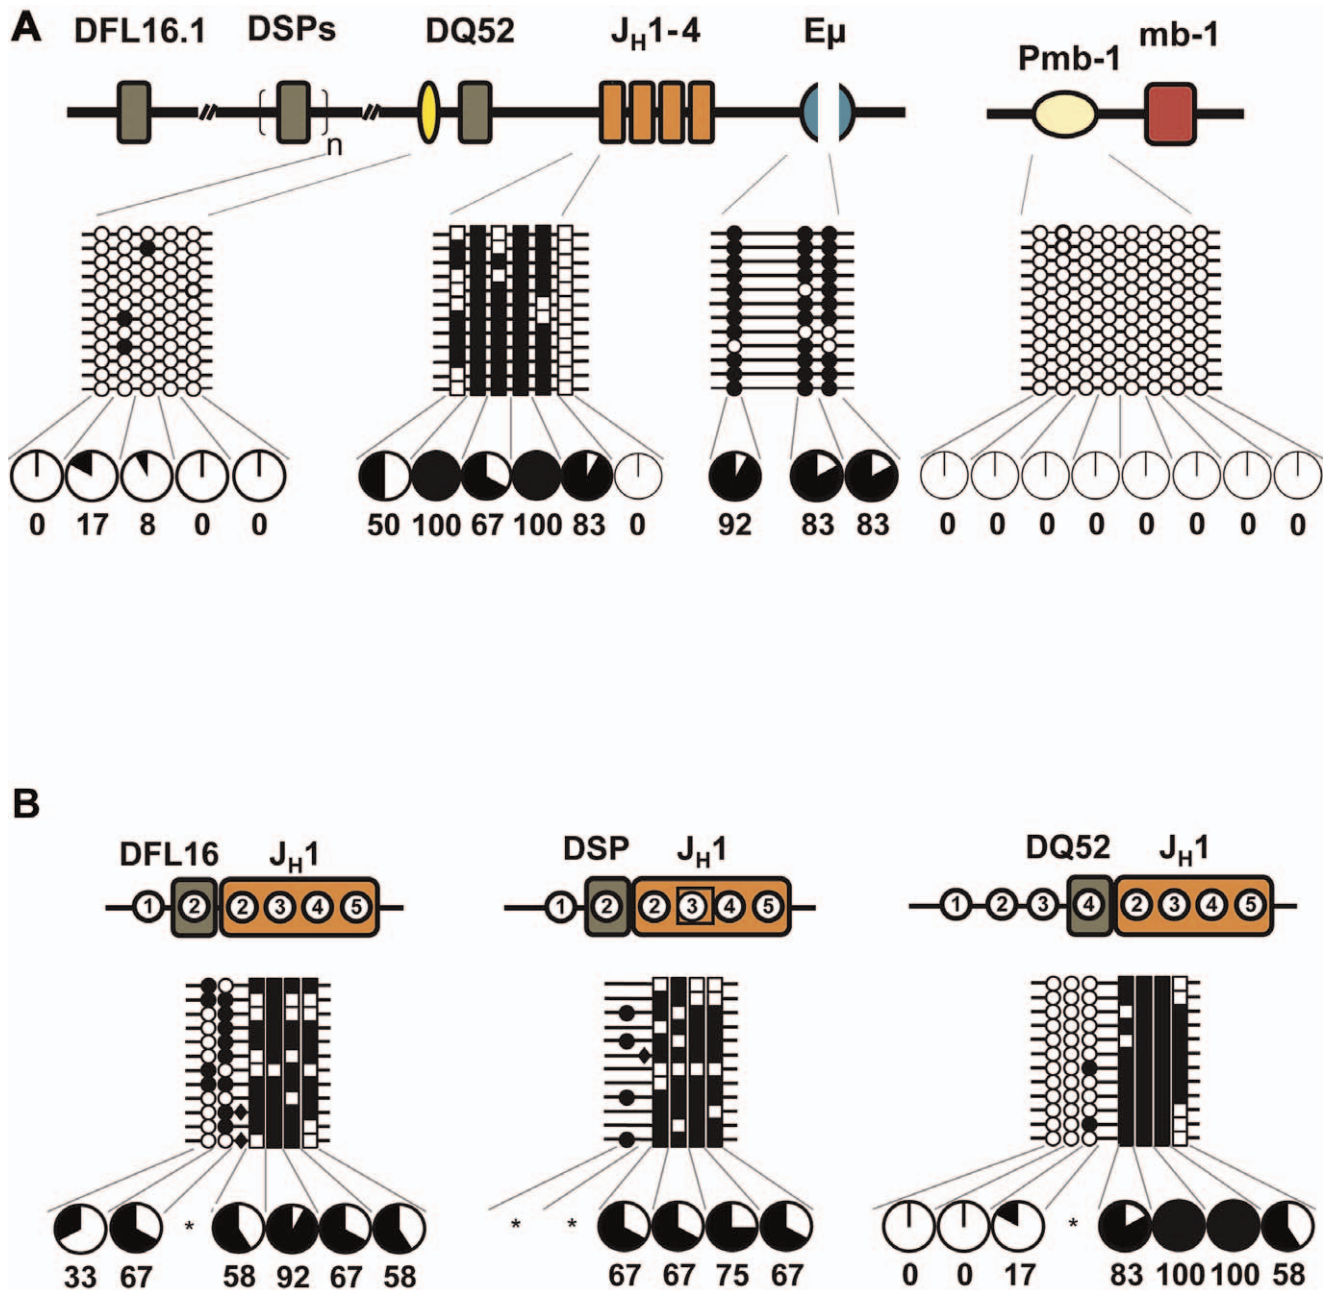 A
DFL16.1 DSPs DQ52 JH1-4 Eμ Pmb-1 mb-1
n
0 17 8 0 0 50 100 67 100 83 0 92 83 83 0 0 0 0 0 0 0 0
B
DFL16 JH1 DSP JH1 DQ52 JH1
1 2 2 3 4 5 1 2 2 3 4 5 1 2 3 4 2 3 4 5
* * * *
33 67 58 92 67 58 67 67 75 67 0 0 17 83 100 100 58